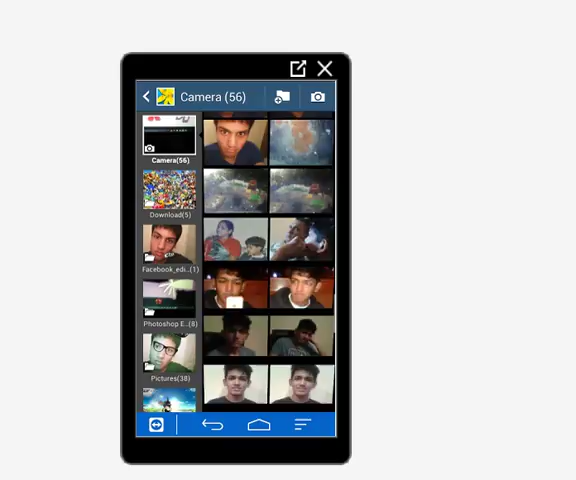 Camera (56)
Camera(56)
Download(5)
Facebook_edi..(1)
Photoshop E..(8)
Pictures(38)